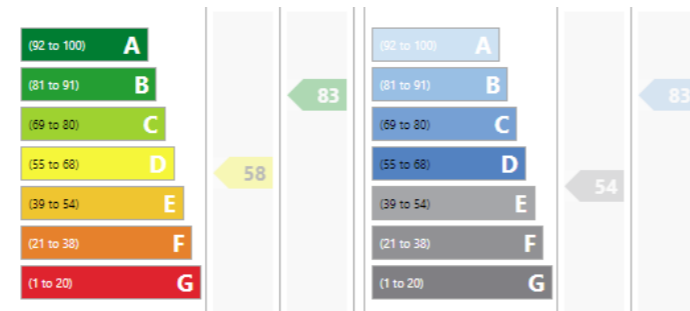 (92 to 100) A
(81 to 91) B
83
(69 to 80) C
(55 to 68) D
58
(39 to 54) E
(21 to 38) F
(1 to 20) G
(92 to 100) A
(81 to 91) B
83
(69 to 80) C
(55 to 68) D
54
(39 to 54) E
(21 to 38) F
(1 to 20) G